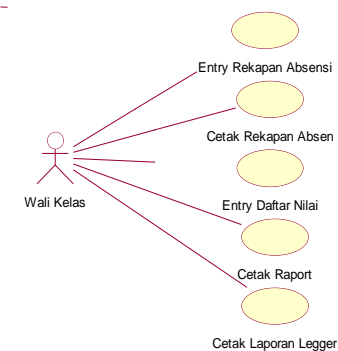 Entry Rekapan Absensi
Cetak Rekapan Absen
Wali Kelas
Entry Daftar Nilai
Cetak Raport
Cetak Laporan Legger